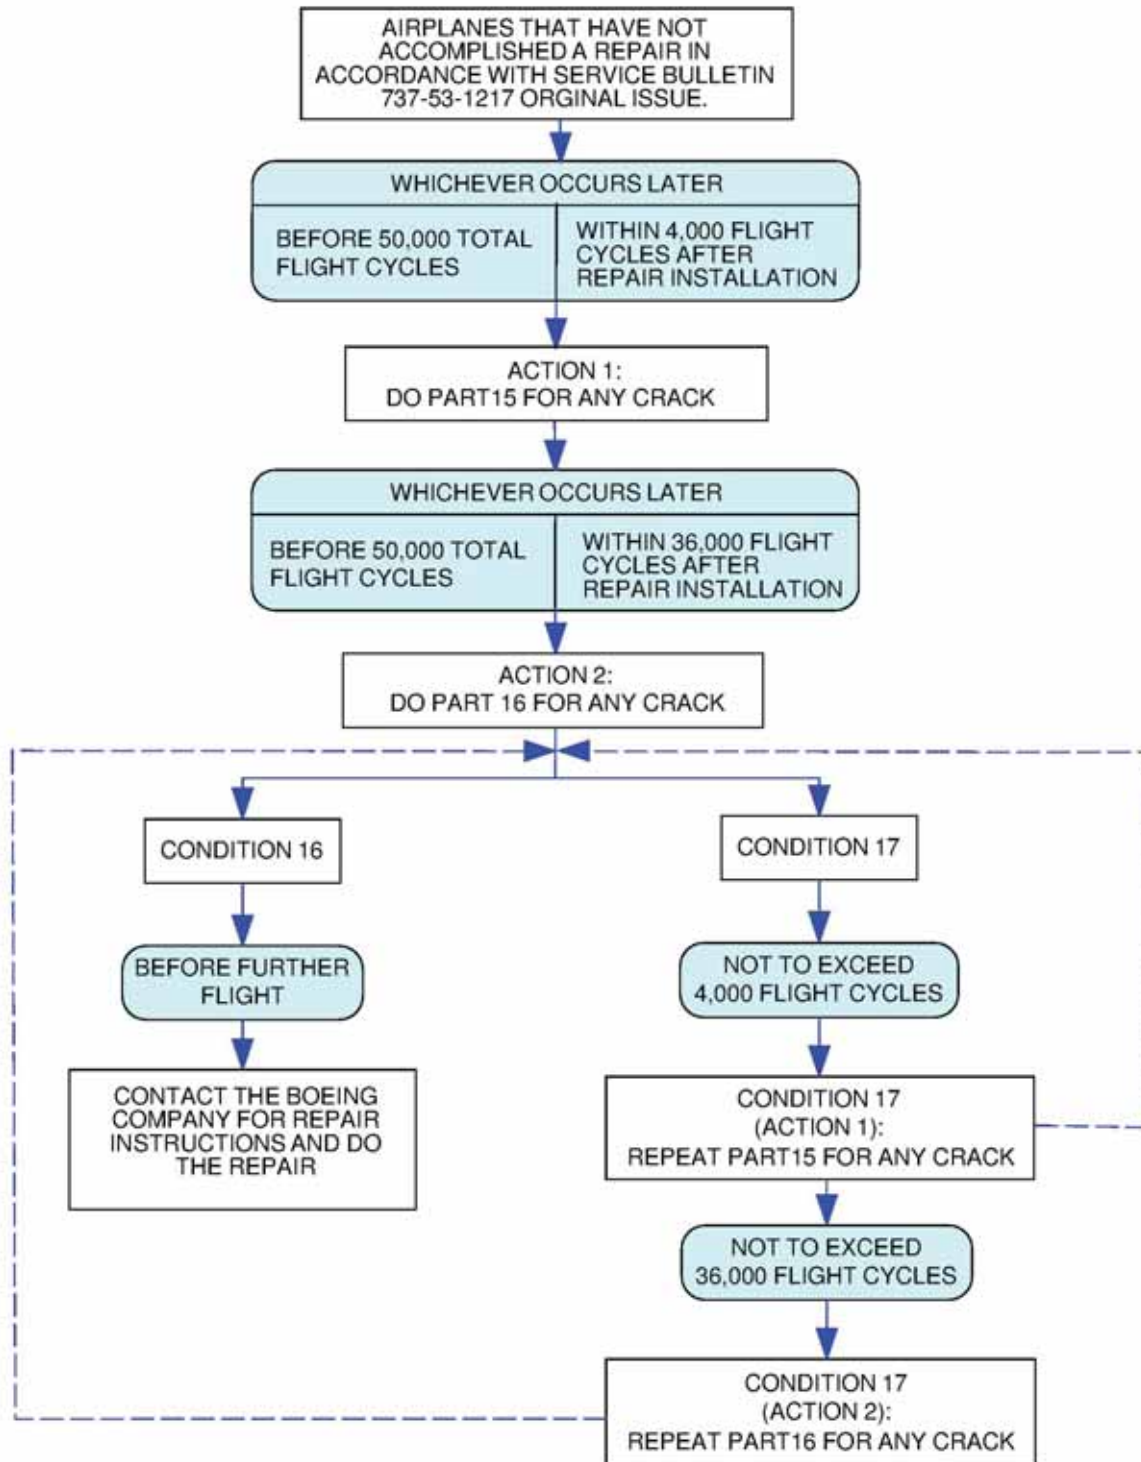 AIRPLANES THAT HAVE NOT
ACCOMPLISHED A REPAIR IN
ACCORDANCE WITH SERVICE BULLETIN
737-53-1217 ORGINAL ISSUE.
WHICHEVER OCCURS LATER
BEFORE 50,000 TOTAL
FLIGHT CYCLES
WITHIN 4,000 FLIGHT
CYCLES AFTER
REPAIR INSTALLATION
ACTION 1:
DO PART15 FOR ANY CRACK
WHICHEVER OCCURS LATER
BEFORE 50,000 TOTAL
FLIGHT CYCLES
WITHIN 36,000 FLIGHT
CYCLES AFTER
REPAIR INSTALLATION
ACTION 2:
DO PART 16 FOR ANY CRACK
CONDITION 16
BEFORE FURTHER
FLIGHT
CONTACT THE BOEING
COMPANY FOR REPAIR
INSTRUCTIONS AND DO
THE REPAIR
CONDITION 17
NOT TO EXCEED
4,000 FLIGHT CYCLES
CONDITION 17
(ACTION 1):
REPEAT PART15 FOR ANY CRACK
NOT TO EXCEED
36,000 FLIGHT CYCLES
CONDITION 17
(ACTION 2):
REPEAT PART16 FOR ANY CRACK